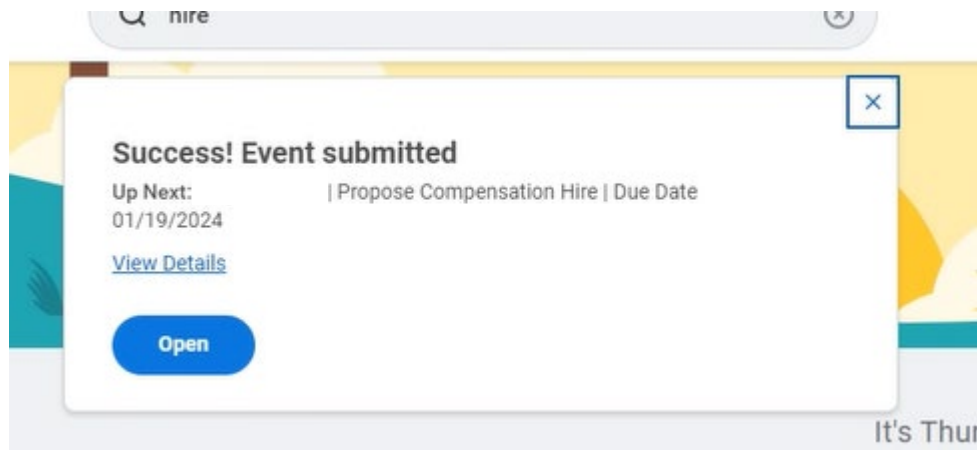 hire
Success! Event submitted
Up Next: | Propose Compensation Hire | Due Date
01/19/2024
View Details
Open
It's Thur